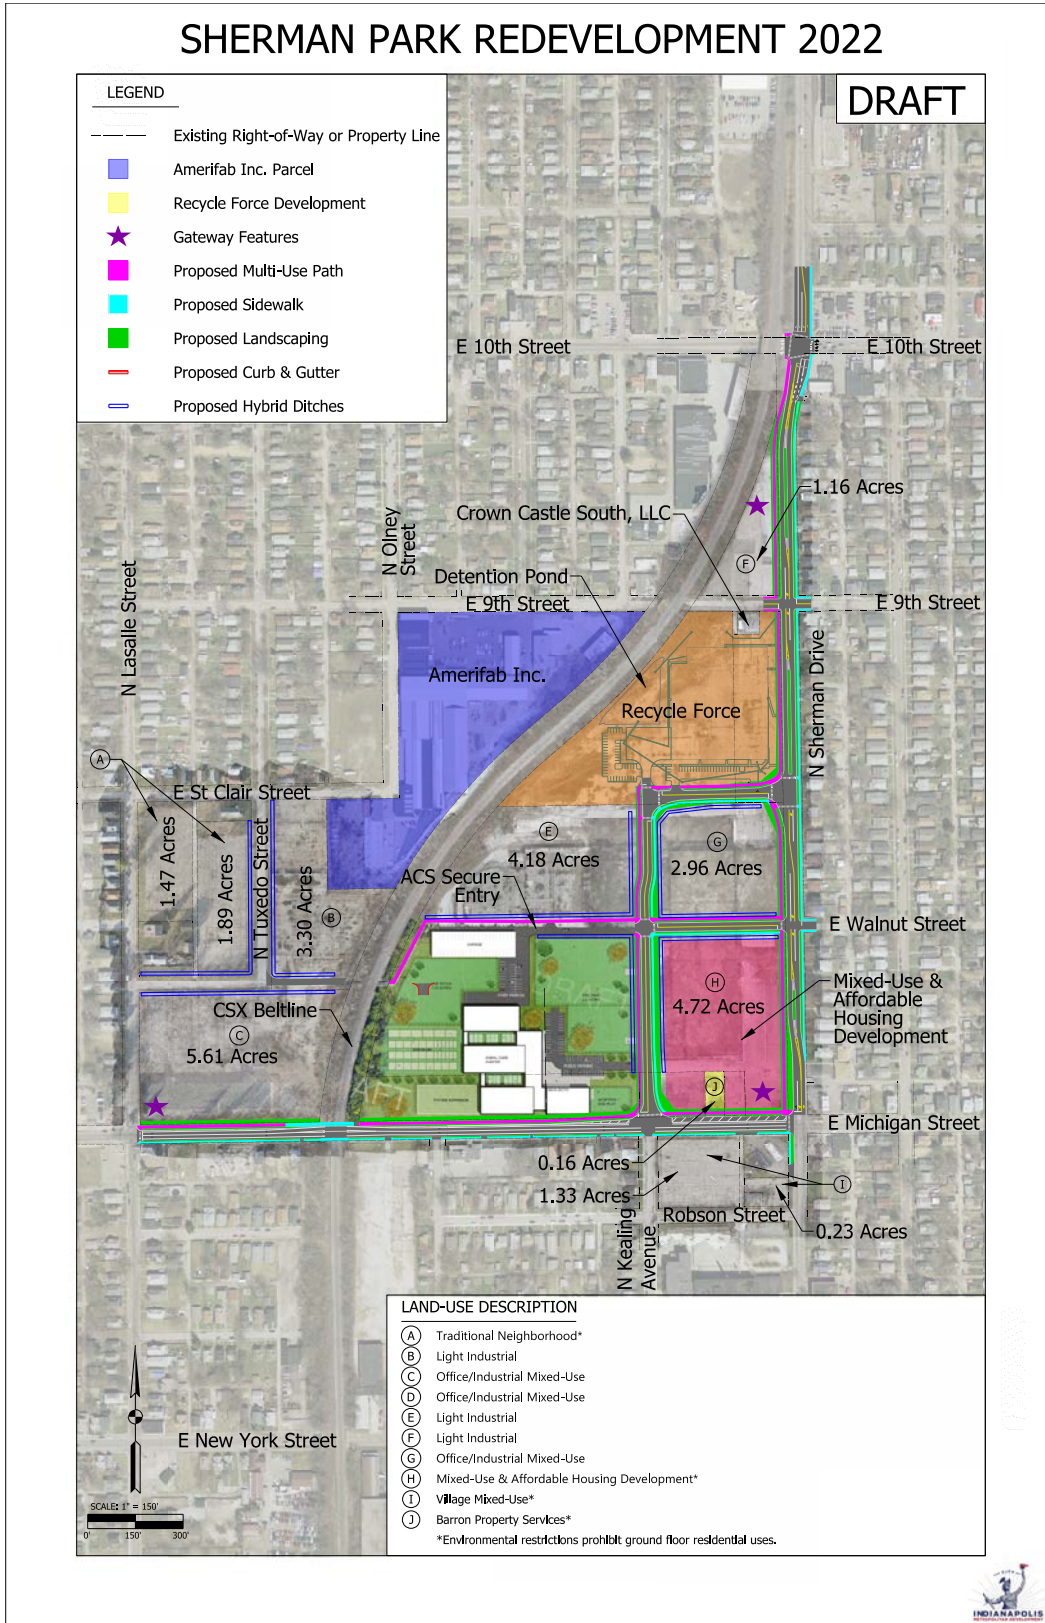 SHERMAN PARK REDEVELOPMENT 2022
LEGEND
Existing Right-of-Way or Property Line
Amerifab Inc. Parcel
Recycle Force Development
Gateway Features
Proposed Multi-Use Path
Proposed Sidewalk
Proposed Landscaping
Proposed Curb & Gutter
Proposed Hybrid Ditches
DRAFT
E 10th Street
E 10th Street
1.16 Acres
Crown Castle South, LLC
N Olney
Street
F
Detention Pond
E 9th Street
E 9th Street
N Lasalle Street
Amerifab Inc.
Recycle Force
N Sherman Drive
A
E St Clair Street
1.47 Acres
1.89 Acres
N Tuxedo Street
3.30 Acres
B
E
4.18 Acres
G
2.96 Acres
ACS Secure
Entry
E Walnut Street
H
4.72 Acres
Mixed-Use &
Affordable
Housing
Development
CSX Beltline
C
5.61 Acres
J
E Michigan Street
0.16 Acres
1.33 Acres
I
N Kealing
Avenue
Robson Street
0.23 Acres
LAND-USE DESCRIPTION
A Traditional Neighborhood*
B Light Industrial
C Office/Industrial Mixed-Use
D Office/Industrial Mixed-Use
E Light Industrial
F Light Industrial
G Office/Industrial Mixed-Use
H Mixed-Use & Affordable Housing Development*
I Village Mixed-Use*
J Barron Property Services*
*Environmental restrictions prohibit ground floor residential uses.
E New York Street
SCALE: 1" = 150'
0' 150' 300'
INDIANAPOLIS
METROPOLITAN DEVELOPMENT